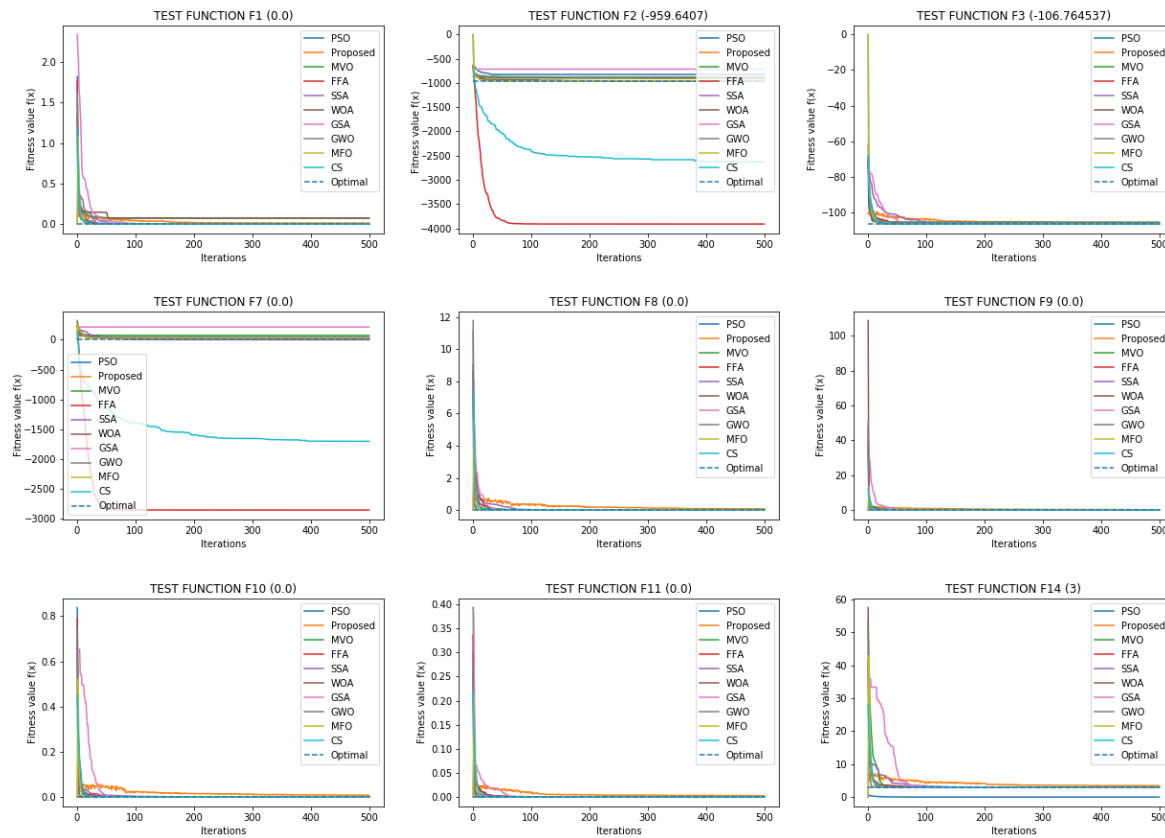 TEST FUNCTION F1 (0.0)
Fitness value f(x)
2.0
1.5
1.0
0.5
0.0
0
100
200
300
400
500
Iterations
PSO
Proposed
MVO
FFA
SSA
WOA
GSA
GWO
MFO
CS
Optimal
TEST FUNCTION F2 (-959.6407)
Fitness value f(x)
0
−500
−1000
−1500
−2000
−2500
−3000
−3500
−4000
0
100
200
300
400
500
Iterations
PSO
Proposed
MVO
FFA
SSA
WOA
GSA
GWO
MFO
CS
Optimal
TEST FUNCTION F3 (-106.764537)
Fitness value f(x)
0
−20
−40
−60
−80
−100
0
100
200
300
400
500
Iterations
PSO
Proposed
MVO
FFA
SSA
WOA
GSA
GWO
MFO
CS
Optimal
TEST FUNCTION F7 (0.0)
Fitness value f(x)
0
−500
−1000
−1500
−2000
−2500
−3000
0
100
200
300
400
500
Iterations
PSO
Proposed
MVO
FFA
SSA
WOA
GSA
GWO
MFO
CS
Optimal
TEST FUNCTION F8 (0.0)
Fitness value f(x)
12
10
8
6
4
2
0
0
100
200
300
400
500
Iterations
PSO
Proposed
MVO
FFA
SSA
WOA
GSA
GWO
MFO
CS
Optimal
TEST FUNCTION F9 (0.0)
Fitness value f(x)
100
80
60
40
20
0
0
100
200
300
400
500
Iterations
PSO
Proposed
MVO
FFA
SSA
WOA
GSA
GWO
MFO
CS
Optimal
TEST FUNCTION F10 (0.0)
Fitness value f(x)
0.8
0.6
0.4
0.2
0.0
0
100
200
300
400
500
Iterations
PSO
Proposed
MVO
FFA
SSA
WOA
GSA
GWO
MFO
CS
Optimal
TEST FUNCTION F11 (0.0)
Fitness value f(x)
0.40
0.35
0.30
0.25
0.20
0.15
0.10
0.05
0.00
0
100
200
300
400
500
Iterations
PSO
Proposed
MVO
FFA
SSA
WOA
GSA
GWO
MFO
CS
Optimal
TEST FUNCTION F14 (3)
Fitness value f(x)
60
50
40
30
20
10
0
0
100
200
300
400
500
Iterations
PSO
Proposed
MVO
FFA
SSA
WOA
GSA
GWO
MFO
CS
Optimal